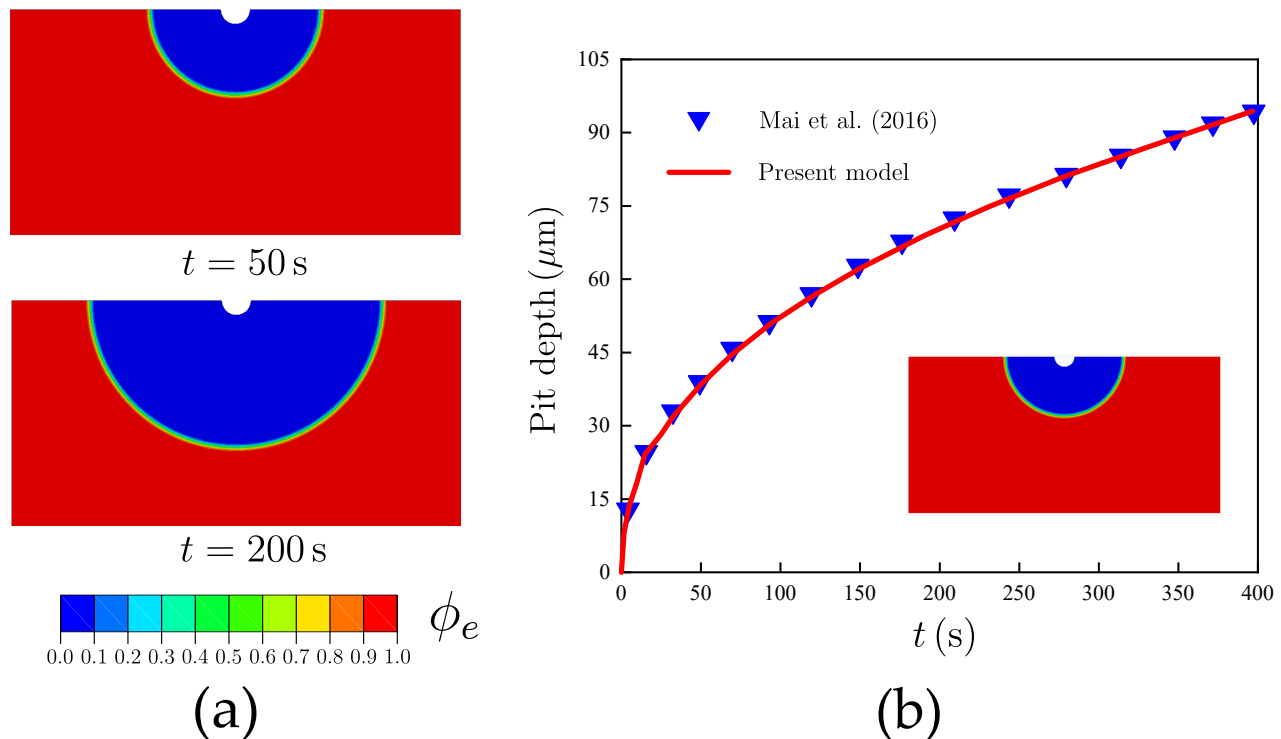 t = 50 s
t = 200 s
ϕe
0.0 0.1 0.2 0.3 0.4 0.5 0.6 0.7 0.8 0.9 1.0
(a)
105
90
75
60
45
30
15
0
Pit depth (μm)
Mai et al. (2016)
Present model
0 50 100 150 200 250 300 350 400
t (s)
(b)